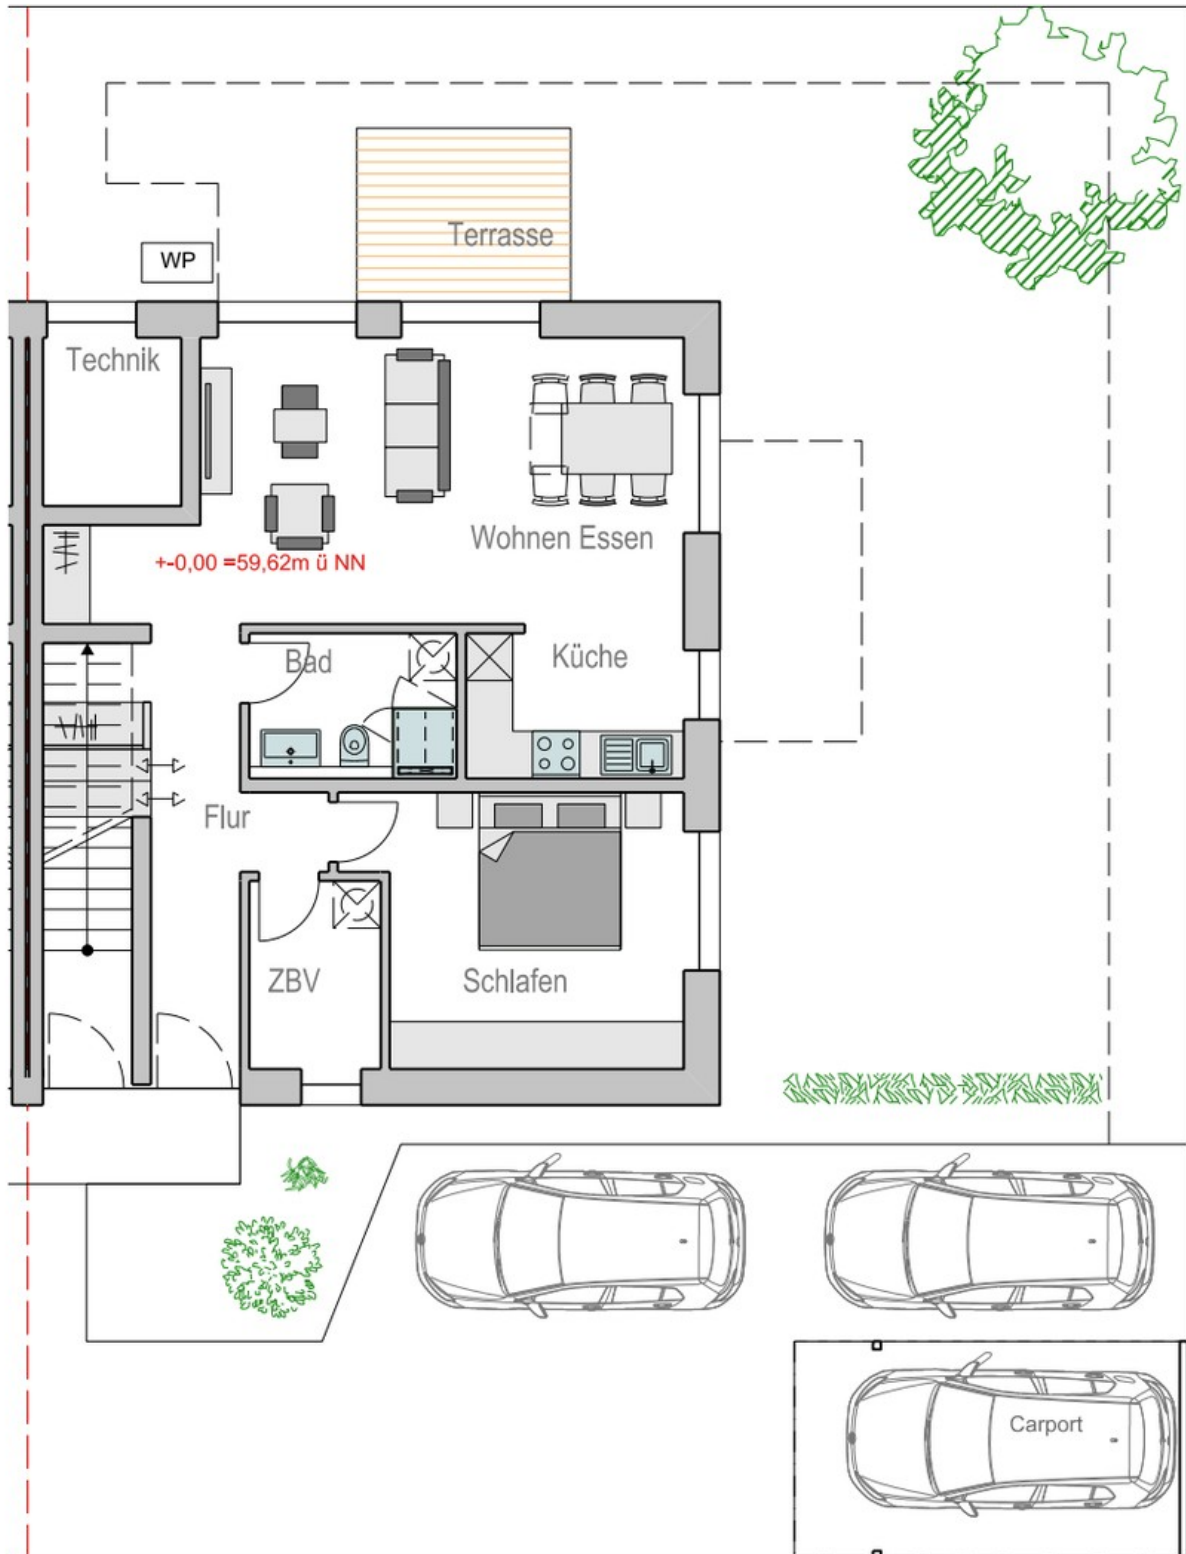 Terrasse
WP
Technik
Wohnen Essen
+-0,00 =59,62m ü NN
Bad
Küche
Flur
ZBV
Schlafen
Carport